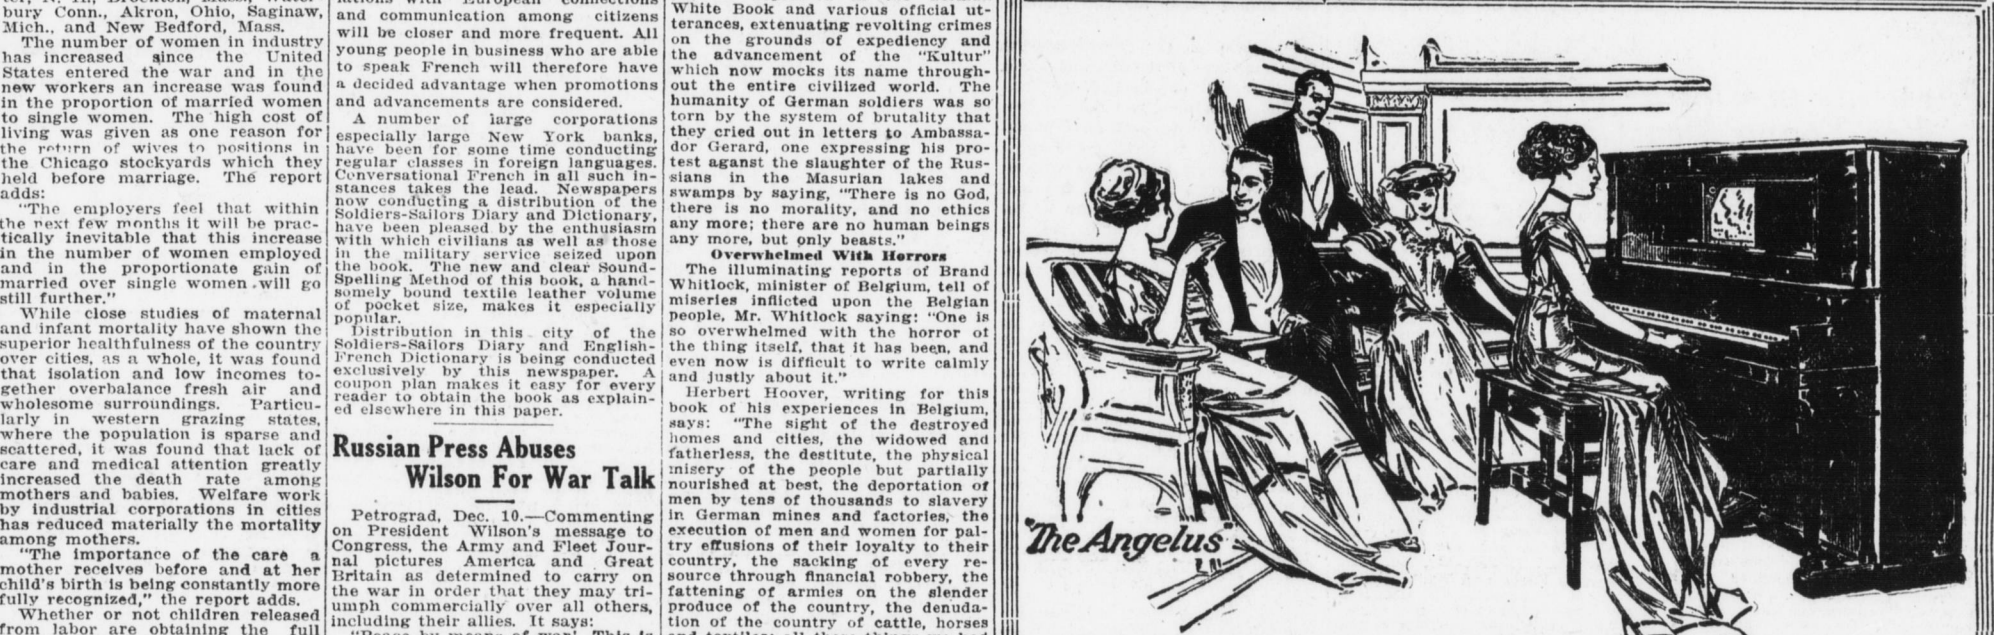 bury Conn., Akron, Ohio, Saginaw,
Mich., and New Bedford, Mass.
The number of women in industry
has increased since the United
States entered the war and in the
new workers an increase was found
in the proportion of married women
to single women. The high cost of
living was given as one reason for
the return of wives to positions in
the Chicago stockyards which they
held before marriage. The report
adds:
"The employers feel that within
the next few months it will be prac-
tically inevitable that this increase
in the number of women employed
and in the proportionate gain of
married over single women will go
still further."
While close studies of maternal
and infant mortality have shown the
superior healthfulness of the country
over cities, as a whole, it was found
that isolation and low incomes to-
gether overbalance fresh air and
wholesome surroundings. Particu-
larly in western grazing states,
where the population is sparse and
scattered, it was found that lack of
care and medical attention greatly
increased the death rate among
mothers and babies. Welfare work
by industrial corporations in cities
has reduced materially the mortality
among mothers.
"The importance of the care a
mother receives before and at her
child's birth is being constantly more
fully recognized," the report adds.
Whether or not children released
from labor are obtaining the full
and communication among citizens
will be closer and more frequent. All
young people in business who are able
to speak French will therefore have
a decided advantage when promotions
and advancements are considered.
A number of large corporations
especially large New York banks,
have been for some time conducting
regular classes in foreign languages.
Conversational French in all such in-
stances takes the lead. Newspapers
now conducting a distribution of the
Soldiers-Sailors Diary and Dictionary,
have been pleased by the enthusiasm
with which civilians as well as those
in the military service seized upon
the book. The new and clear Sound-
Spelling Method of this book, a hand-
somely bound textile leather volume
of pocket size, makes it especially
popular.
Distribution in this city of the
Soldiers-Sailors Diary and English-
French Dictionary is being conducted
exclusively by this newspaper. A
coupon plan makes it easy for every
reader to obtain the book as explain-
ed elsewhere in this paper.
Russian Press Abuses
Wilson For War Talk
Petrograd, Dec. 10.—Commenting
on President Wilson's message to
Congress, the Army and Fleet Jour-
nal pictures America and Great
Britain as determined to carry on
the war in order that they may tri-
umph commercially over all others,
including their allies. It says:
White Book and various official ut-
terances, extenuating revolting crimes
on the grounds of expediency and
the advancement of the "Kultur"
which now mocks its name through-
out the entire civilized world. The
humanity of German soldiers was so
torn by the system of brutality that
they cried out in letters to Ambassa-
dor Gerard, one expressing his pro-
test aganst the slaughter of the Rus-
sians in the Masurian lakes and
swamps by saying, "There is no God,
there is no morality, and no ethics
any more; there are no human beings
any more, but only beasts."
Overwhelmed With Horrors
The illuminating reports of Brand
Whitlock, minister of Belgium, tell of
miseries inflicted upon the Belgian
people, Mr. Whitlock saying: "One is
so overwhelmed with the horror of
the thing itself, that it has been, and
even now is difficult to write calmly
and justly about it."
Herbert Hoover, writing for this
book of his experiences in Belgium,
says: "The sight of the destroyed
homes and cities, the widowed and
fatherless, the destitute, the physical
misery of the people but partially
nourished at best, the deportation of
men by tens of thousands to slavery
in German mines and factories, the
execution of men and women for pal-
try effusions of their loyalty to their
country, the sacking of every re-
source through financial robbery, the
fattening of armies on the slender
produce of the country, the denuda-
tion of the country of cattle, horses
"The Angelus"